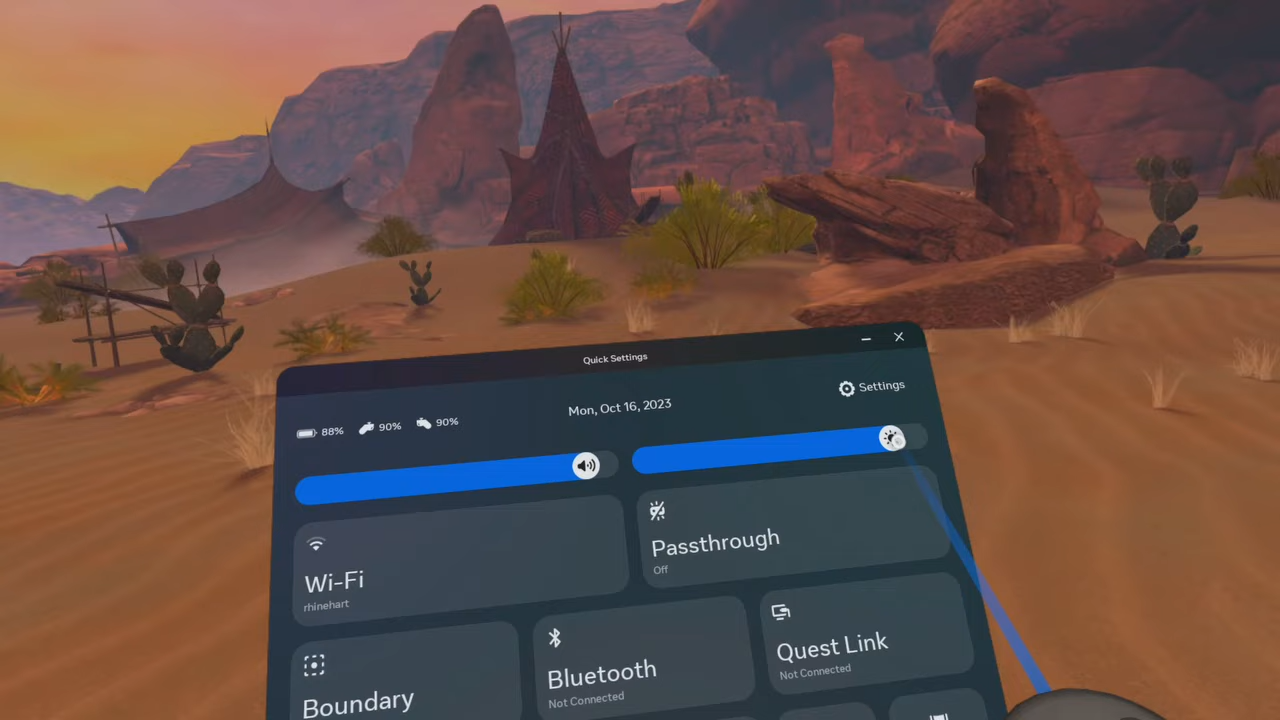 Quick Settings
88% 90% 90%
Mon, Oct 16, 2023
Settings
Wi-Fi
rhinehart
Passthrough
Off
Boundary
Bluetooth
Not Connected
Quest Link
Not Connected